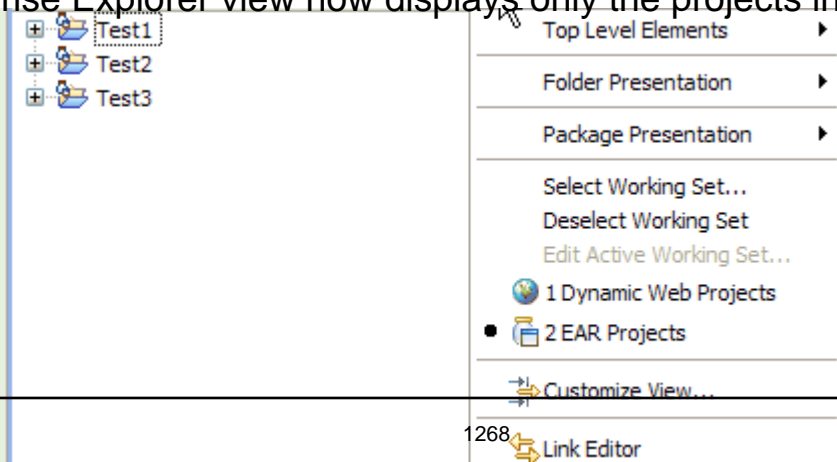 Explorer view now displays only the projects in
Test1
Test2
Test3
Top Level Elements
Folder Presentation
Package Presentation
Select Working Set...
Deselect Working Set
Edit Active Working Set...
1 Dynamic Web Projects
2 EAR Projects
Customize View...
1268
Link Editor